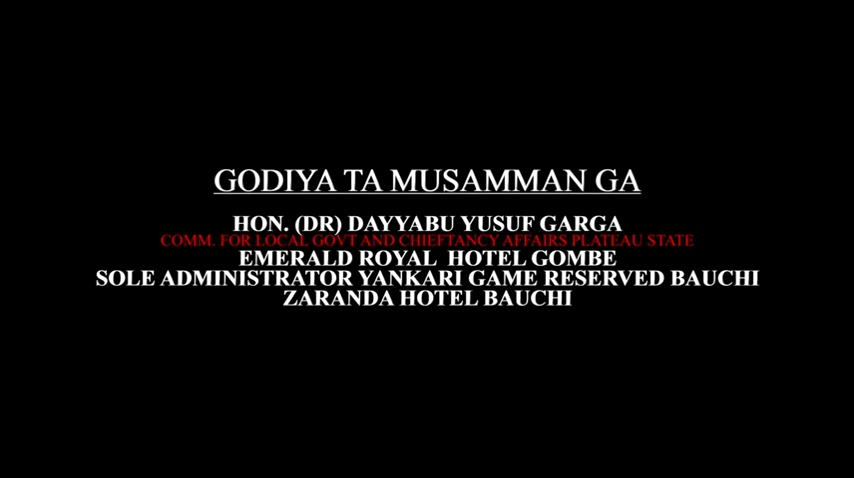 GODIYA TA MUSAMMAN GA
HON. (DR) DAYYABU YUSUF GARGA
COMM. FOR LOCAL GOVT AND CHIEFTANCY AFFAIRS PLATEAU STATE
EMERALD ROYAL HOTEL GOMBE
SOLE ADMINISTRATOR YANKARI GAME RESERVED BAUCHI
ZARANDA HOTEL BAUCHI